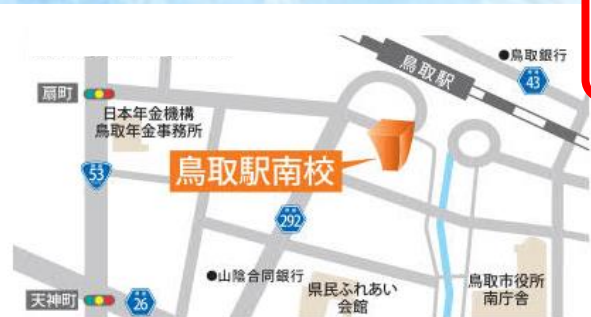 鳥取駅
●鳥取銀行
43
扇町
日本年金機構
鳥取年金事務所
53
鳥取駅南校
292
●山陰合同銀行
県民ふれあい
会館
鳥取市役所
南庁舎
天神町
26